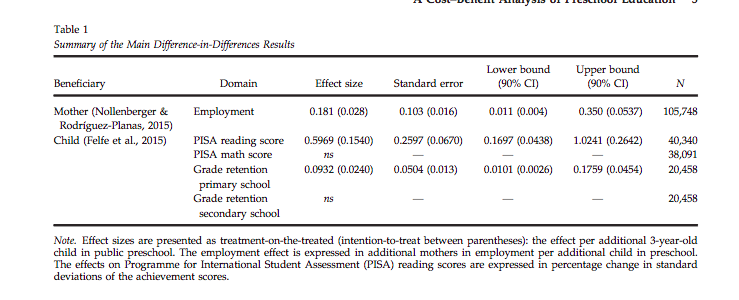 A Cost–Benefit Analysis of Preschool Education
Table 1
Summary of the Main Difference-in-Differences Results
Lower bound Upper bound
Beneficiary Domain Effect size Standard error (90% CI) (90% CI) N
Mother (Nollenberger & Employment 0.181 (0.028) 0.103 (0.016) 0.011 (0.004) 0.350 (0.0537) 105,748
Rodríguez-Planas, 2015)
Child (Felfe et al., 2015) PISA reading score 0.5969 (0.1540) 0.2597 (0.0670) 0.1697 (0.0438) 1.0241 (0.2642) 40,340
PISA math score ns — — — 38,091
Grade retention 0.0932 (0.0240) 0.0504 (0.013) 0.0101 (0.0026) 0.1759 (0.0454) 20,458
primary school
Grade retention ns — — — 20,458
secondary school
Note. Effect sizes are presented as treatment-on-the-treated (intention-to-treat between parentheses): the effect per additional 3-year-old
child in public preschool. The employment effect is expressed in additional mothers in employment per additional child in preschool.
The effects on Programme for International Student Assessment (PISA) reading scores are expressed in percentage change in standard
deviations of the achievement scores.